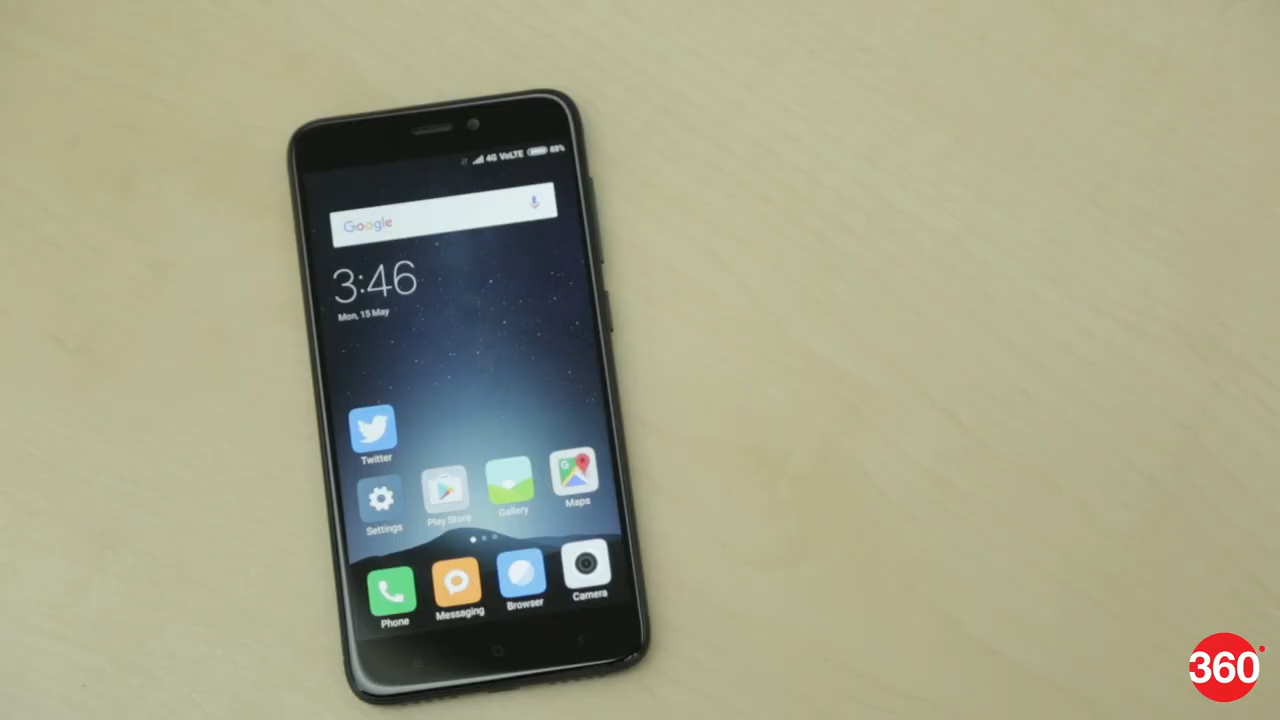 4G VoLTE 88%
Google
3:46
Mon, 15 May
Twitter
Settings
Play Store
Gallery
Maps
Phone
Messaging
Browser
Camera
360